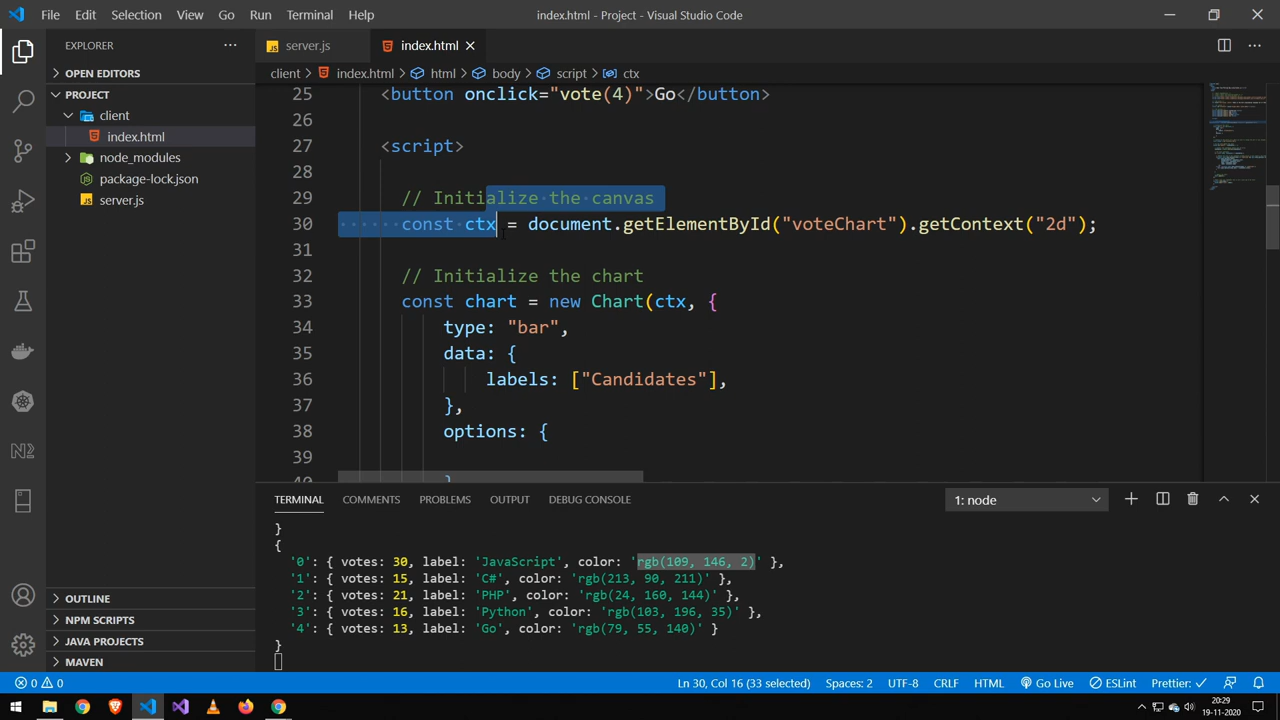 File Edit Selection View Go Run Terminal Help
index.html - Project - Visual Studio Code
EXPLORER
OPEN EDITORS
PROJECT
client
index.html
node_modules
package-lock.json
server.js
OUTLINE
NPM SCRIPTS
JAVA PROJECTS
MAVEN
server.js
index.html
client > index.html > html > body > script > ctx
25 <button onclick="vote(4)">Go</button>
26
27 <script>
28
29 // Initialize the canvas
30 const ctx = document.getElementById("voteChart").getContext("2d");
31
32 // Initialize the chart
33 const chart = new Chart(ctx, {
34 type: "bar",
35 data: {
36 labels: ["Candidates"],
37 },
38 options: {
39
TERMINAL COMMENTS PROBLEMS OUTPUT DEBUG CONSOLE
1: node
}
{
'0': { votes: 30, label: 'JavaScript', color: 'rgb(109, 146, 2)' },
'1': { votes: 15, label: 'C#', color: 'rgb(213, 90, 211)' },
'2': { votes: 21, label: 'PHP', color: 'rgb(24, 160, 144)' },
'3': { votes: 16, label: 'Python', color: 'rgb(103, 196, 35)' },
'4': { votes: 13, label: 'Go', color: 'rgb(79, 55, 140)' }
}
0 0
Ln 30, Col 16 (33 selected) Spaces: 2 UTF-8 CRLF HTML Go Live ESLint Prettier: ✓
20:29
19-11-2020